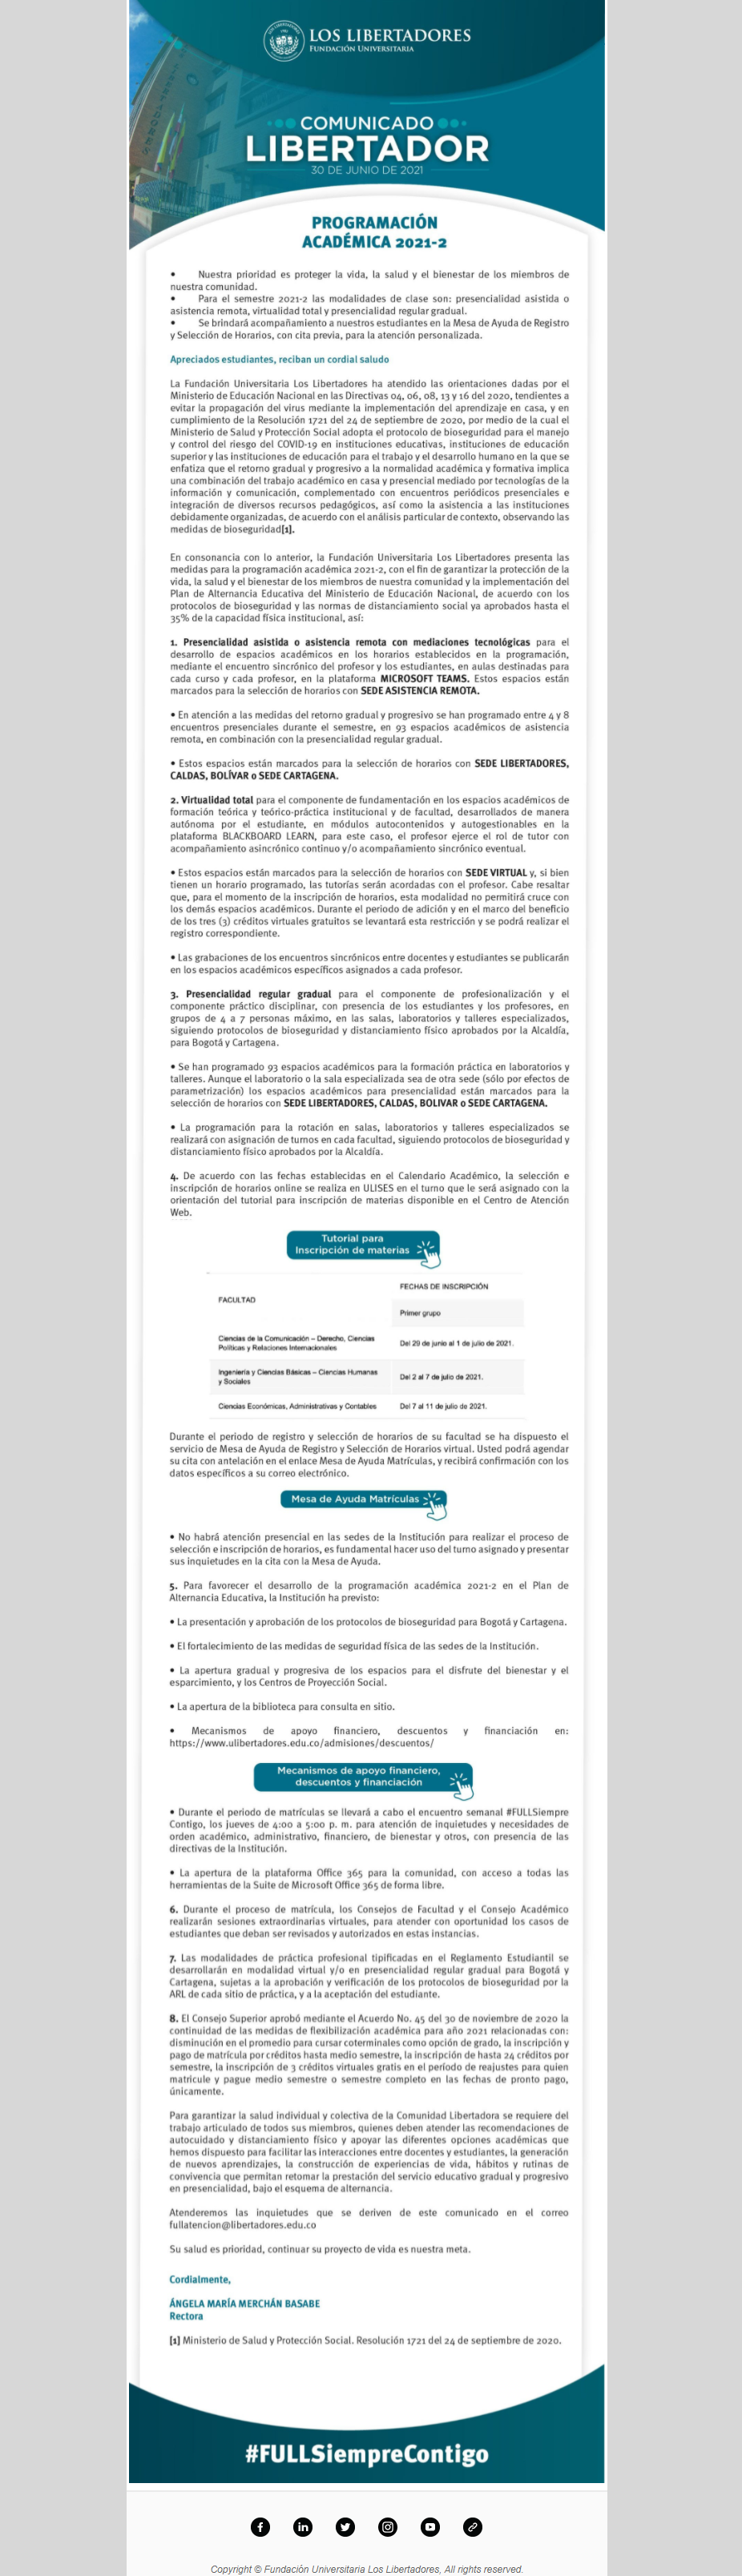 LOS LIBERTADORES
FUNDACIÓN UNIVERSITARIA
COMUNICADO
LIBERTADOR
30 DE JUNIO DE 2021
PROGRAMACIÓN
ACADÉMICA 2021-2
• Nuestra prioridad es proteger la vida, la salud y el bienestar de los miembros de
nuestra comunidad.
• Para el semestre 2021-2 las modalidades de clase son: presencialidad asistida o
asistencia remota, virtualidad total y presencialidad regular gradual.
• Se brindará acompañamiento a nuestros estudiantes en la Mesa de Ayuda de Registro
y Selección de Horarios, con cita previa, para la atención personalizada.
Apreciados estudiantes, reciban un cordial saludo
La Fundación Universitaria Los Libertadores ha atendido las orientaciones dadas por el
Ministerio de Educación Nacional en las Directivas 04, 06, 08, 13 y 16 del 2020, tendientes a
evitar la propagación del virus mediante la implementación del aprendizaje en casa, y en
cumplimiento de la Resolución 1721 del 24 de septiembre de 2020, por medio de la cual el
Ministerio de Salud y Protección Social adopta el protocolo de bioseguridad para el manejo
y control del riesgo del COVID-19 en instituciones educativas, instituciones de educación
superior y las instituciones de educación para el trabajo y el desarrollo humano en la que se
enfatiza que el retorno gradual y progresivo a la normalidad académica y formativa implica
una combinación del trabajo académico en casa y presencial mediado por tecnologías de la
información y comunicación, complementado con encuentros periódicos presenciales e
integración de diversos recursos pedagógicos, así como la asistencia a las instituciones
debidamente organizadas, de acuerdo con el análisis particular de contexto, observando las
medidas de bioseguridad[1].
En consonancia con lo anterior, la Fundación Universitaria Los Libertadores presenta las
medidas para la programación académica 2021-2, con el fin de garantizar la protección de la
vida, la salud y el bienestar de los miembros de nuestra comunidad y la implementación del
Plan de Alternancia Educativa del Ministerio de Educación Nacional, de acuerdo con los
protocolos de bioseguridad y las normas de distanciamiento social ya aprobados hasta el
35% de la capacidad física institucional, así:
1. Presencialidad asistida o asistencia remota con mediaciones tecnológicas para el
desarrollo de espacios académicos en los horarios establecidos en la programación,
mediante el encuentro sincrónico del profesor y los estudiantes, en aulas destinadas para
cada curso y cada profesor, en la plataforma MICROSOFT TEAMS. Estos espacios están
marcados para la selección de horarios con SEDE ASISTENCIA REMOTA.
• En atención a las medidas del retorno gradual y progresivo se han programado entre 4 y 8
encuentros presenciales durante el semestre, en 93 espacios académicos de asistencia
remota, en combinación con la presencialidad regular gradual.
• Estos espacios están marcados para la selección de horarios con SEDE LIBERTADORES,
CALDAS, BOLÍVAR o SEDE CARTAGENA.
2. Virtualidad total para el componente de fundamentación en los espacios académicos de
formación teórica y teórico-práctica institucional y de facultad, desarrollados de manera
autónoma por el estudiante, en módulos autocontenidos y autogestionables en la
plataforma BLACKBOARD LEARN, para este caso, el profesor ejerce el rol de tutor con
acompañamiento asincrónico continuo y/o acompañamiento sincrónico eventual.
• Estos espacios están marcados para la selección de horarios con SEDE VIRTUAL y, si bien
tienen un horario programado, las tutorías serán acordadas con el profesor. Cabe resaltar
que, para el momento de la inscripción de horarios, esta modalidad no permitirá cruce con
los demás espacios académicos. Durante el periodo de adición y en el marco del beneficio
de los tres (3) créditos virtuales gratuitos se levantará esta restricción y se podrá realizar el
registro correspondiente.
• Las grabaciones de los encuentros sincrónicos entre docentes y estudiantes se publicarán
en los espacios académicos específicos asignados a cada profesor.
3. Presencialidad regular gradual para el componente de profesionalización y el
componente práctico disciplinar, con presencia de los estudiantes y los profesores, en
grupos de 4 a 7 personas máximo, en las salas, laboratorios y talleres especializados,
siguiendo protocolos de bioseguridad y distanciamiento físico aprobados por la Alcaldía,
para Bogotá y Cartagena.
• Se han programado 93 espacios académicos para la formación práctica en laboratorios y
talleres. Aunque el laboratorio o la sala especializada sea de otra sede (sólo por efectos de
parametrización) los espacios académicos para presencialidad están marcados para la
selección de horarios con SEDE LIBERTADORES, CALDAS, BOLIVAR o SEDE CARTAGENA.
• La programación para la rotación en salas, laboratorios y talleres especializados se
realizará con asignación de turnos en cada facultad, siguiendo protocolos de bioseguridad y
distanciamiento físico aprobados por la Alcaldía.
4. De acuerdo con las fechas establecidas en el Calendario Académico, la selección e
inscripción de horarios online se realiza en ULISES en el turno que le será asignado con la
orientación del tutorial para inscripción de materias disponible en el Centro de Atención
Web.
Tutorial para
Inscripción de materias
FACULTAD
FECHAS DE INSCRIPCIÓN
Primer grupo
Ciencias de la Comunicación – Derecho, Ciencias
Políticas y Relaciones Internacionales
Del 29 de junio al 1 de julio de 2021.
Ingeniería y Ciencias Básicas – Ciencias Humanas
y Sociales
Del 2 al 7 de julio de 2021.
Ciencias Económicas, Administrativas y Contables
Del 7 al 11 de julio de 2021.
Durante el periodo de registro y selección de horarios de su facultad se ha dispuesto el
servicio de Mesa de Ayuda de Registro y Selección de Horarios virtual. Usted podrá agendar
su cita con antelación en el enlace Mesa de Ayuda Matrículas, y recibirá confirmación con los
datos específicos a su correo electrónico.
Mesa de Ayuda Matrículas
• No habrá atención presencial en las sedes de la Institución para realizar el proceso de
selección e inscripción de horarios, es fundamental hacer uso del turno asignado y presentar
sus inquietudes en la cita con la Mesa de Ayuda.
5. Para favorecer el desarrollo de la programación académica 2021-2 en el Plan de
Alternancia Educativa, la Institución ha previsto:
• La presentación y aprobación de los protocolos de bioseguridad para Bogotá y Cartagena.
• El fortalecimiento de las medidas de seguridad física de las sedes de la Institución.
• La apertura gradual y progresiva de los espacios para el disfrute del bienestar y el
esparcimiento, y los Centros de Proyección Social.
• La apertura de la biblioteca para consulta en sitio.
• Mecanismos de apoyo financiero, descuentos y financiación en:
https://www.ulibertadores.edu.co/admisiones/descuentos/
Mecanismos de apoyo financiero,
descuentos y financiación
• Durante el periodo de matrículas se llevará a cabo el encuentro semanal #FULLSiempre
Contigo, los jueves de 4:00 a 5:00 p. m. para atención de inquietudes y necesidades de
orden académico, administrativo, financiero, de bienestar y otros, con presencia de las
directivas de la Institución.
• La apertura de la plataforma Office 365 para la comunidad, con acceso a todas las
herramientas de la Suite de Microsoft Office 365 de forma libre.
6. Durante el proceso de matrícula, los Consejos de Facultad y el Consejo Académico
realizarán sesiones extraordinarias virtuales, para atender con oportunidad los casos de
estudiantes que deban ser revisados y autorizados en estas instancias.
7. Las modalidades de práctica profesional tipificadas en el Reglamento Estudiantil se
desarrollarán en modalidad virtual y/o en presencialidad regular gradual para Bogotá y
Cartagena, sujetas a la aprobación y verificación de los protocolos de bioseguridad por la
ARL de cada sitio de práctica, y a la aceptación del estudiante.
8. El Consejo Superior aprobó mediante el Acuerdo No. 45 del 30 de noviembre de 2020 la
continuidad de las medidas de flexibilización académica para año 2021 relacionadas con:
disminución en el promedio para cursar coterminales como opción de grado, la inscripción y
pago de matrícula por créditos hasta medio semestre, la inscripción de hasta 24 créditos por
semestre, la inscripción de 3 créditos virtuales gratis en el período de reajustes para quien
matricule y pague medio semestre o semestre completo en las fechas de pronto pago,
únicamente.
Para garantizar la salud individual y colectiva de la Comunidad Libertadora se requiere del
trabajo articulado de todos sus miembros, quienes deben atender las recomendaciones de
autocuidado y distanciamiento físico y apoyar las diferentes opciones académicas que
hemos dispuesto para facilitar las interacciones entre docentes y estudiantes, la generación
de nuevos aprendizajes, la construcción de experiencias de vida, hábitos y rutinas de
convivencia que permitan retomar la prestación del servicio educativo gradual y progresivo
en presencialidad, bajo el esquema de alternancia.
Atenderemos las inquietudes que se deriven de este comunicado en el correo
fullatencion@libertadores.edu.co
Su salud es prioridad, continuar su proyecto de vida es nuestra meta.
Cordialmente,
ÁNGELA MARÍA MERCHÁN BASABE
Rectora
[1] Ministerio de Salud y Protección Social. Resolución 1721 del 24 de septiembre de 2020.
#FULLSiempreContigo
Copyright © Fundación Universitaria Los Libertadores, All rights reserved.